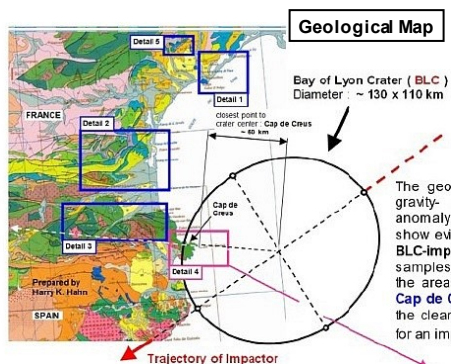 Geological Map
Detail 5
Detail 1
Bay of Lyon Crater ( BLC )
Diameter : ~ 130 x 110 km
closest point to
crater center : Cap de Creus
FRANCE
Detail 2
Cap de
Creus
The geo
gravity-
anomaly
show evi
BLC-imp
samples
the area
Cap de C
the clear
for an im
Detail 3
Detail 4
Prepared by
Harry K. Hahn
SPAIN
Trajectory of Impactor